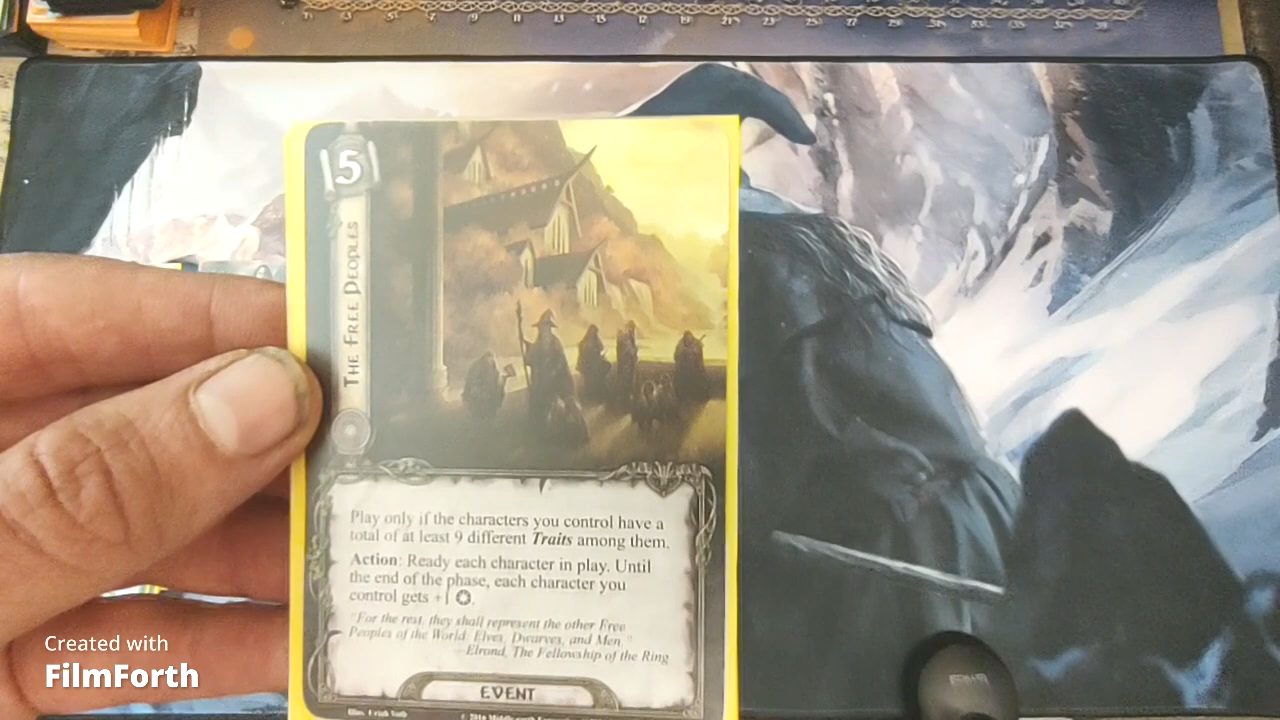 5
THE FREE PEOPLES
Play only if the characters you control have a
total of at least 9 different Traits among them.
Action: Ready each character in play. Until
the end of the phase, each character you
control gets +1
"For the rest, they shall represent the other Free
Peoples of the World: Elves, Dwarves, and Men."
—Elrond, The Fellowship of the Ring
EVENT
Created with
FilmForth